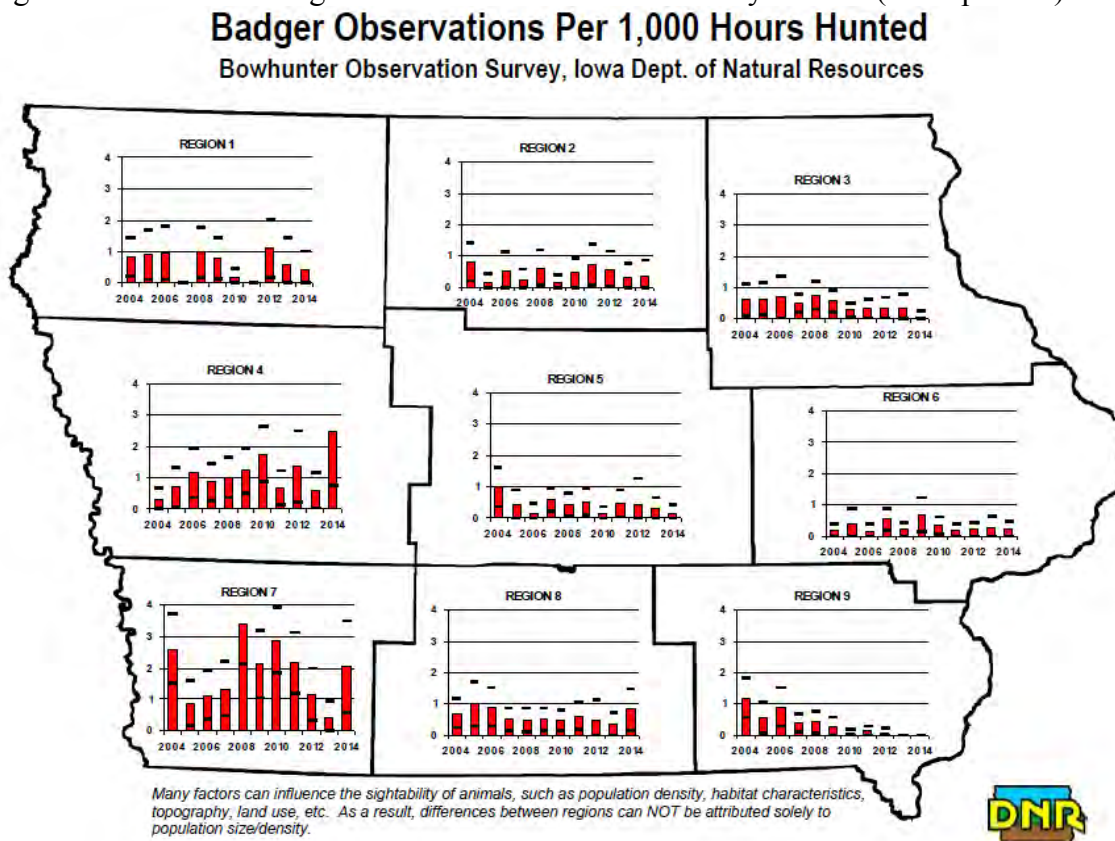 Badger Observations Per 1,000 Hours Hunted
Bowhunter Observation Survey, Iowa Dept. of Natural Resources
REGION 1
4
3
2
1
0
2004 2006 2008 2010 2012 2014
REGION 2
4
3
2
1
0
2004 2006 2008 2010 2012 2014
REGION 3
4
3
2
1
0
2004 2006 2008 2010 2012 2014
REGION 4
4
3
2
1
0
2004 2006 2008 2010 2012 2014
REGION 5
4
3
2
1
0
2004 2006 2008 2010 2012 2014
REGION 6
4
3
2
1
0
2004 2006 2008 2010 2012 2014
REGION 7
4
3
2
1
0
2004 2006 2008 2010 2012 2014
REGION 8
4
3
2
1
0
2004 2006 2008 2010 2012 2014
REGION 9
4
3
2
1
0
2004 2006 2008 2010 2012 2014
Many factors can influence the sightability of animals, such as population density, habitat characteristics,
topography, land use, etc. As a result, differences between regions can NOT be attributed solely to
population size/density.
DNR